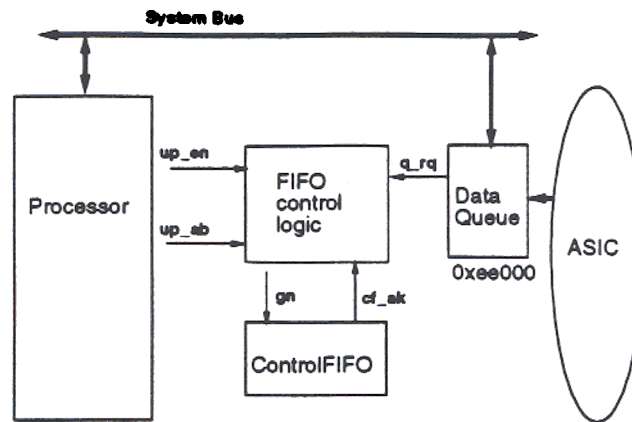 System Bus
Processor
up_en
up_ab
FIFO
control
logic
q_rq
Data
Queue
0xee000
ASIC
gn
cf_ak
ControlFIFO